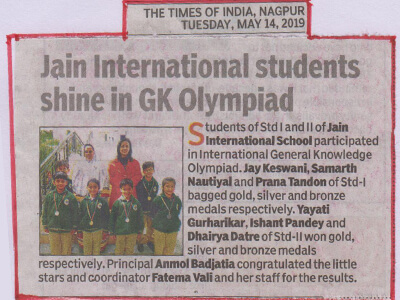 THE TIMES OF INDIA, NAGPUR
TUESDAY, MAY 14, 2019
Jain International students
shine in GK Olympiad
Students of Std I and II of Jain
International School participated
in International General Knowledge
Olympiad. Jay Keswani, Samarth
Nautiyal and Prana Tandon of Std-I
bagged gold, silver and bronze
medals respectively. Yayati
Gurharikar, Ishant Pandey and
Dhairya Datre of Std-II won gold,
silver and bronze medals
respectively. Principal Anmol Badjatia congratulated the little
stars and coordinator Fatema Vali and her staff for the results.